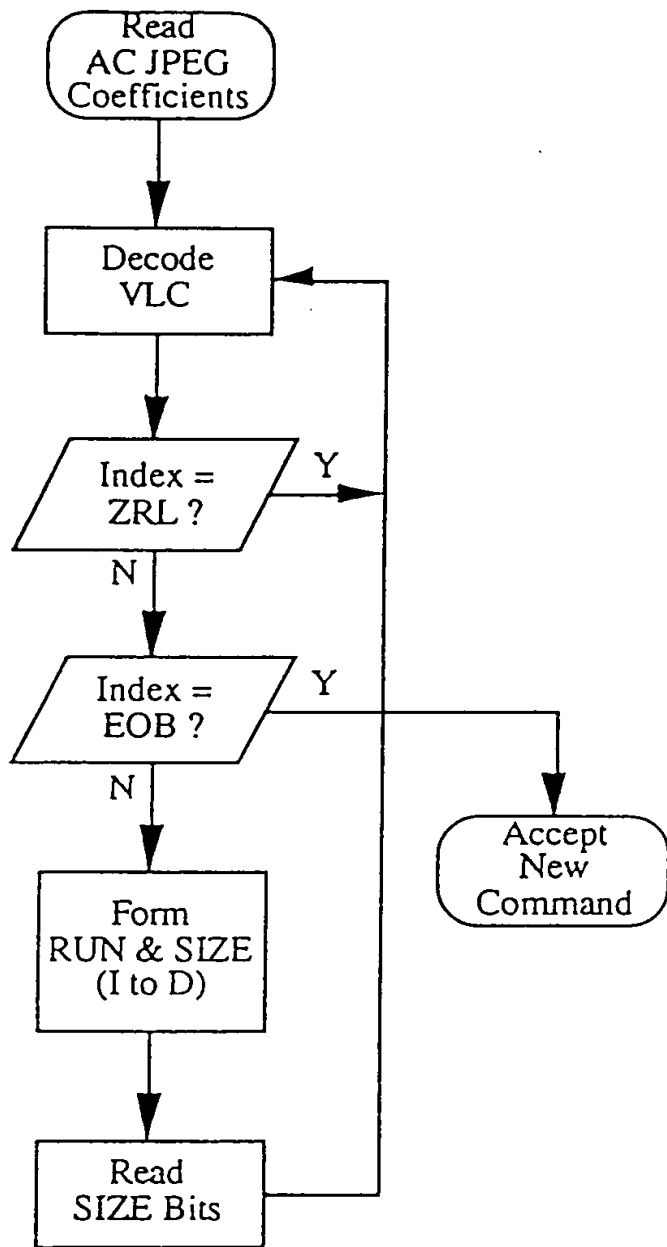 Read
AC JPEG
Coefficients
Decode
VLC
Index =
ZRL ?
Y
N
Index =
EOB ?
Y
N
Accept
New
Command
Form
RUN & SIZE
(I to D)
Read
SIZE Bits